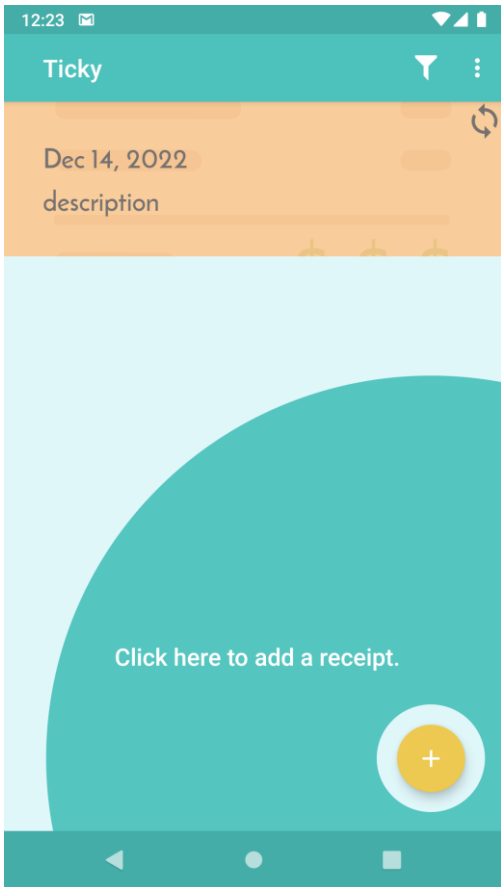 12:23
Ticky
Dec 14, 2022
description
Click here to add a receipt.
+